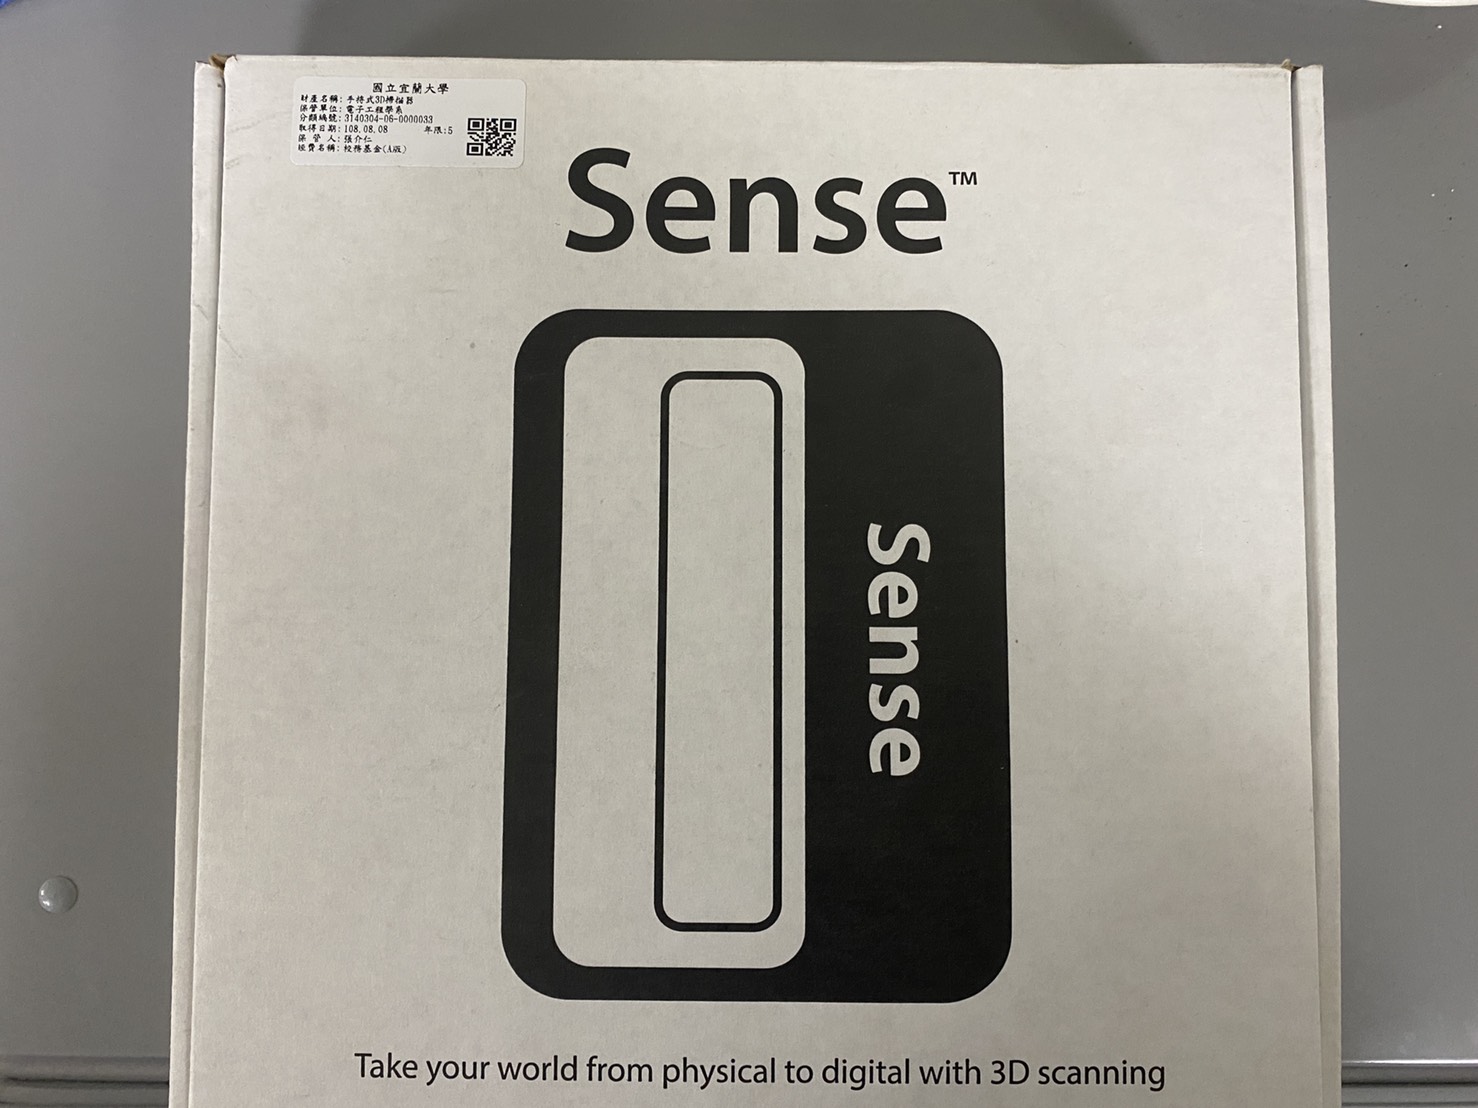 國立宜蘭大學
財產名稱: 手持式3D掃描器
保管單位: 電子工程學系
分類編號: 3140304-06-0000033
取得日期: 108.08.08 年限: 5
保 管 人: 張介仁
經費名稱: 校務基金(A版)
Sense™
Sense
Take your world from physical to digital with 3D scanning